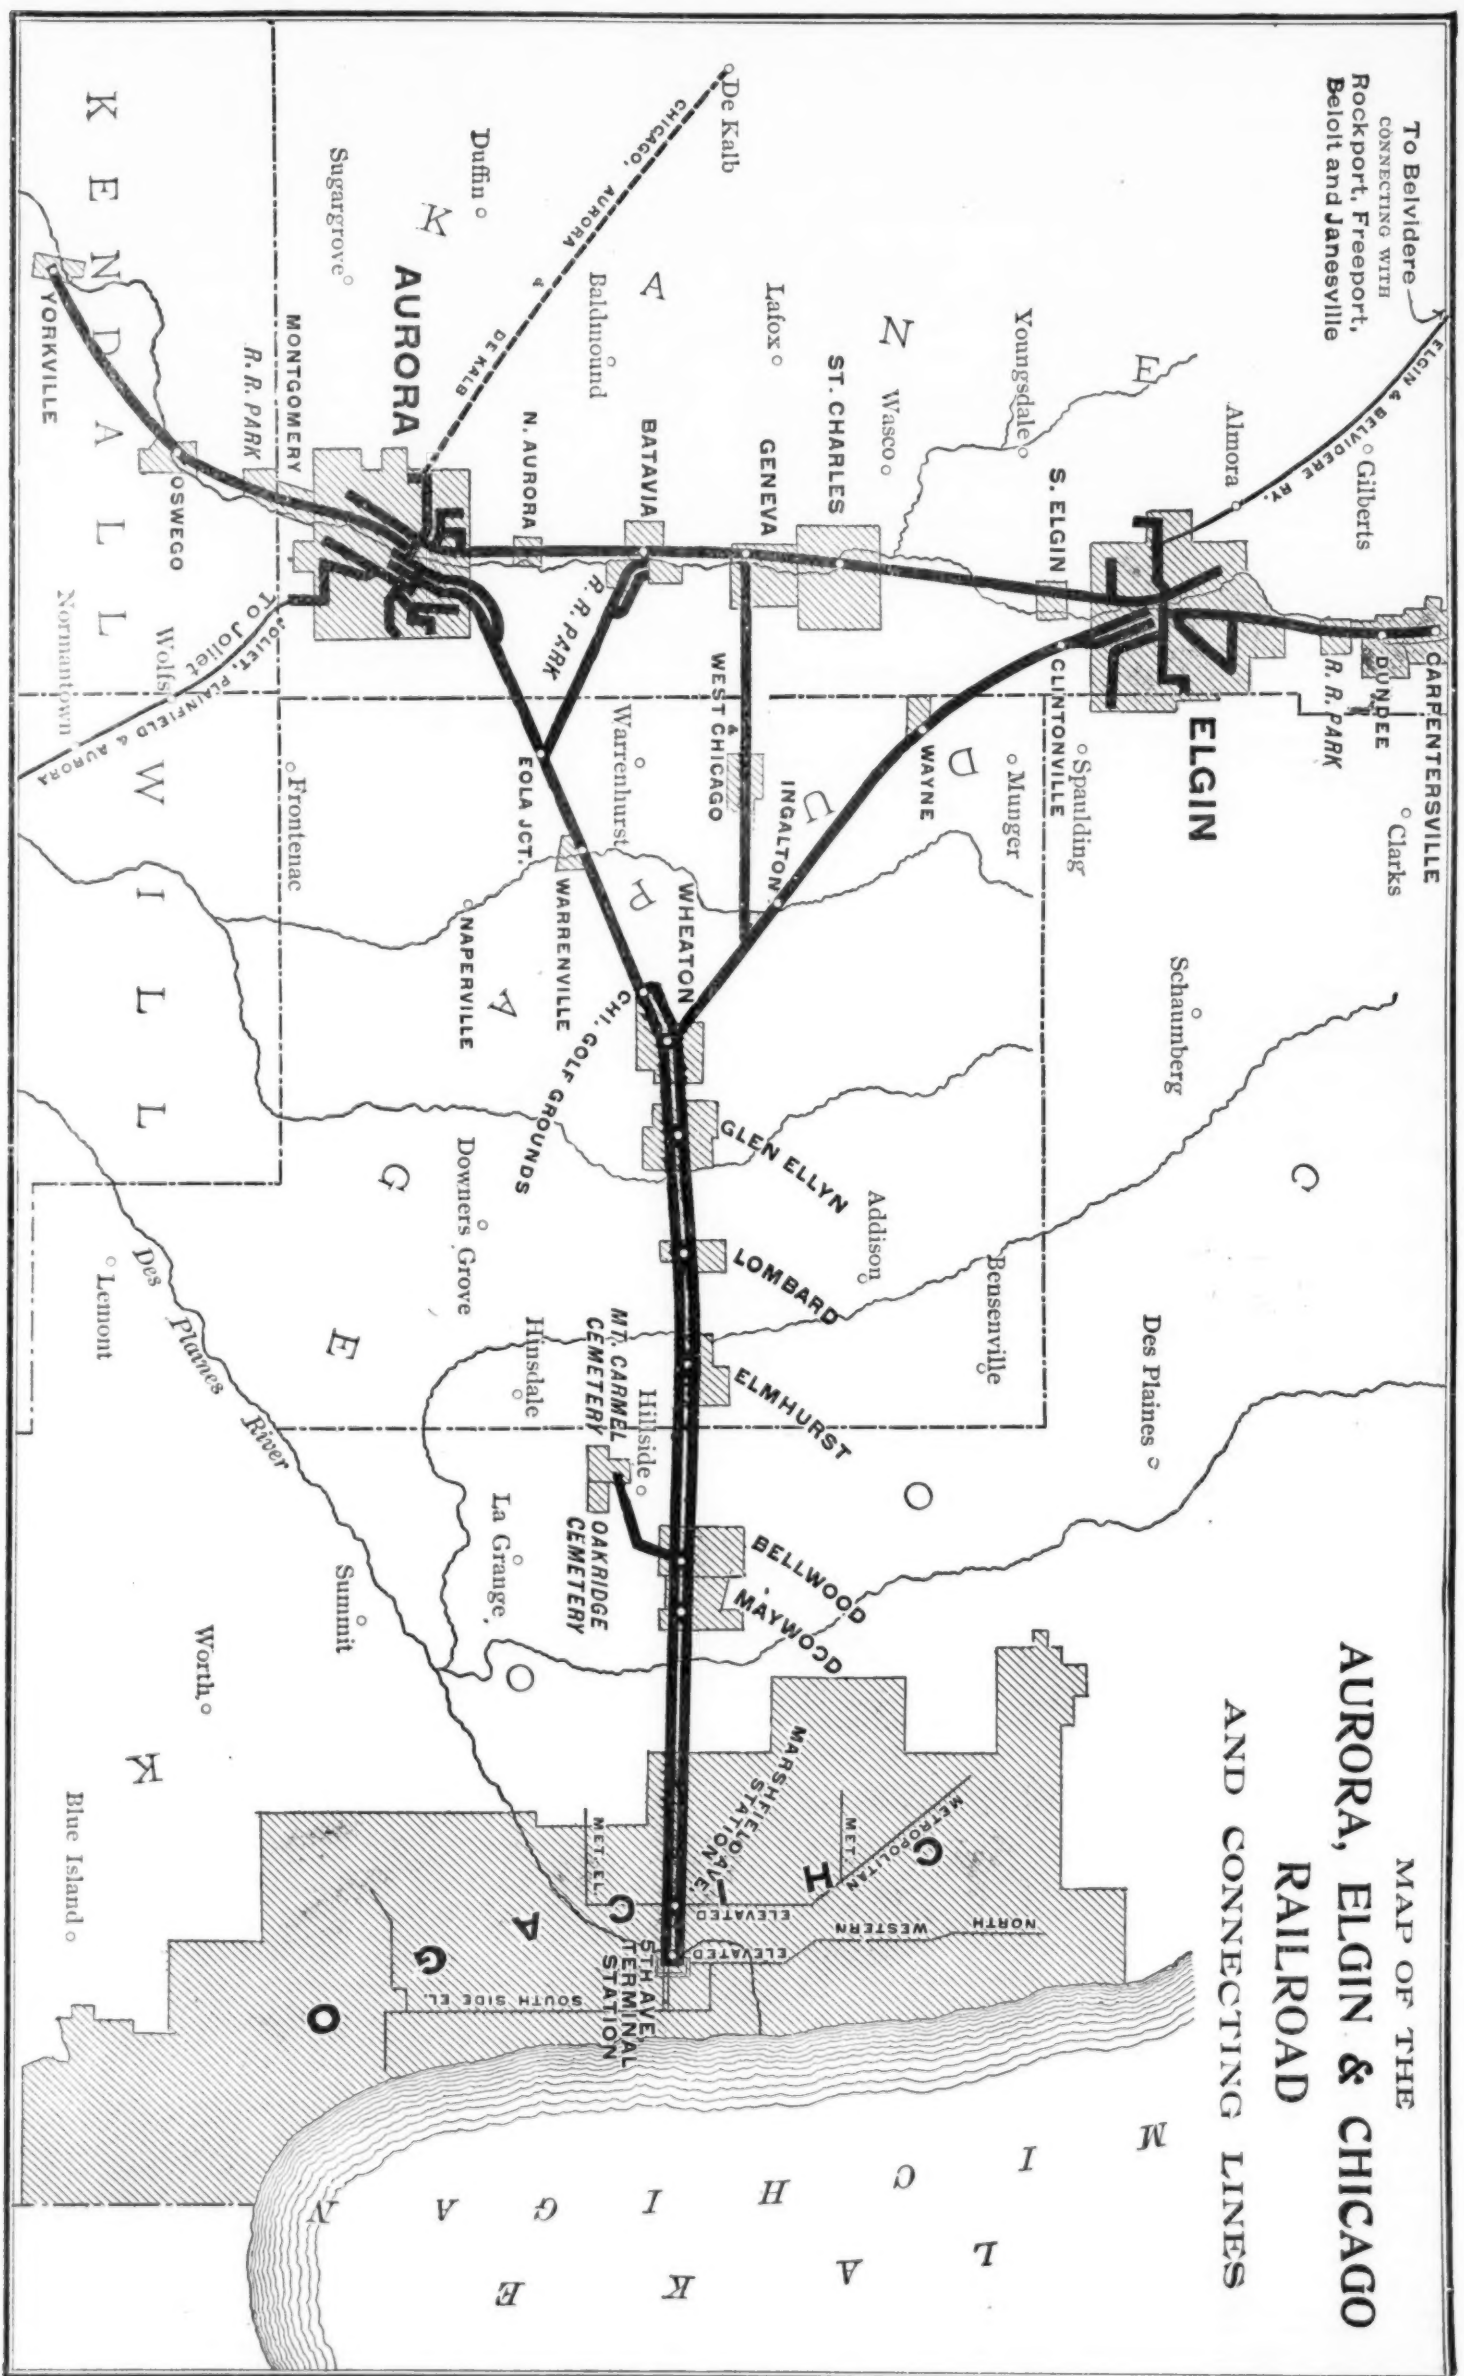 MAP OF THE
AURORA, ELGIN & CHICAGO
RAILROAD
AND CONNECTING LINES
To Belvidere
CONNECTING WITH
Rockport, Freeport,
Beloit and Janesville
ELGIN & BELVIDERE RY.
Gilberts
Almora
CARPENTERSVILLE
DUNDEE
R. R. PARK
Clarks
ELGIN
S. ELGIN
CLINTONVILLE
Spaulding
Munger
Schaumberg
Youngsdale
Wasco
ST. CHARLES
Lafox
GENEVA
WAYNE
INGALTON
WEST CHICAGO
De Kalb
CHICAGO, AURORA & DE KALB
Baldmound
BATAVIA
R. R. PARK
N. AURORA
Warrenhurst
WHEATON
KANE
DU PAGE
COOK
Duffin
Sugargrove
AURORA
EOLA JCT.
WARRENVILLE
NAPERVILLE
CHI. GOLF GROUNDS
MONTGOMERY
R. R. PARK
OSWEGO
YORKVILLE
KENDALL
WILL
Normantown
Wolfs
To Joliet
JOLIET, PLAINFIELD & AURORA
Frontenac
GLEN ELLYN
LOMBARD
ELMHURST
BELLWOOD
MAYWOOD
Addison
Bensenville
Des Plaines
Downers Grove
Hinsdale
Hillside
MT. CARMEL
CEMETERY
OAKRIDGE
CEMETERY
La Grange
Lemont
Des Plaines River
Summit
Worth
Blue Island
CHICAGO
MARSHFIELD AVE.
STATION
METROPOLITAN
MET.
MET. EL.
ELEVATED
NORTH WESTERN
ELEVATED
SOUTH SIDE EL.
5TH AVE.
TERMINAL
STATION
LAKE
MICHIGAN